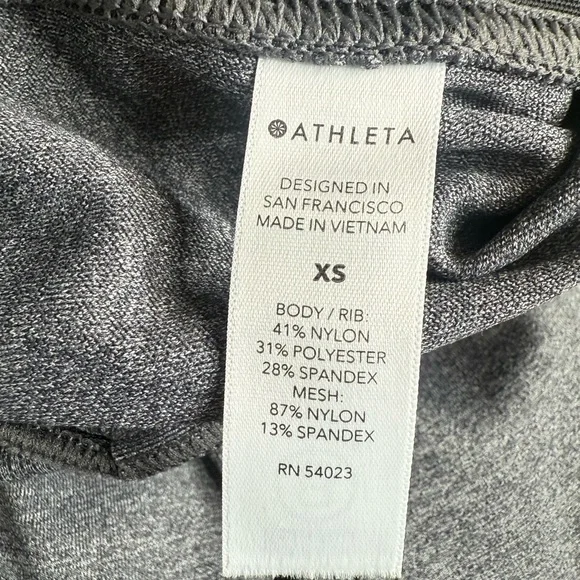 ATHLETA
DESIGNED IN
SAN FRANCISCO
MADE IN VIETNAM
XS
BODY / RIB:
41% NYLON
31% POLYESTER
28% SPANDEX
MESH:
87% NYLON
13% SPANDEX
RN 54023